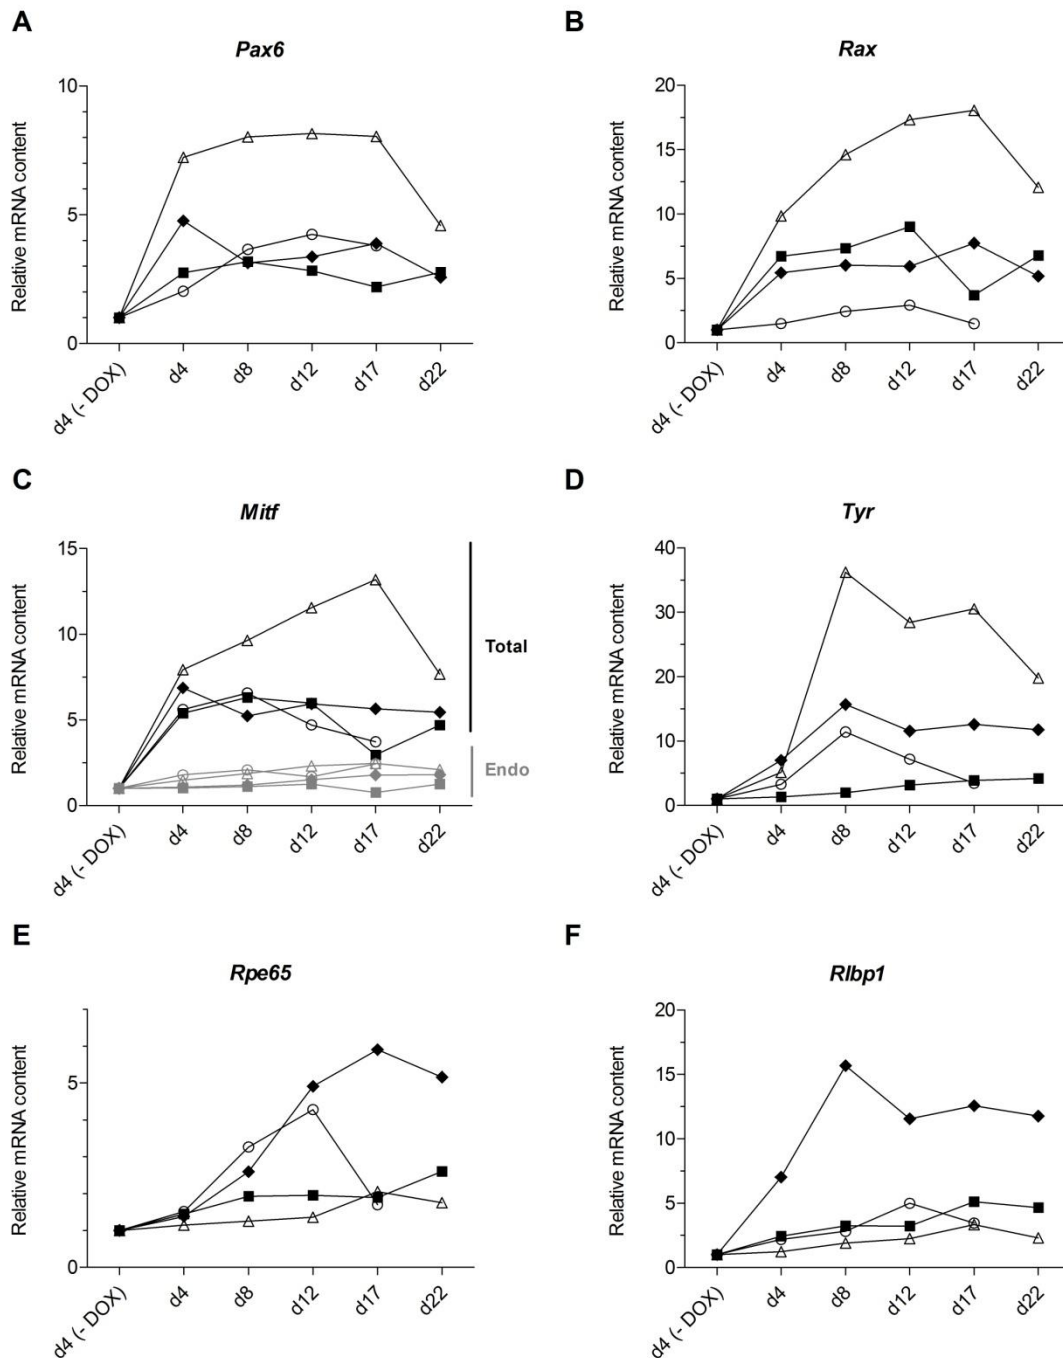 A
Pax6
Relative mRNA content
10
5
0
d4 (- DOX)
d4
d8
d12
d17
d22
B
Rax
Relative mRNA content
20
15
10
5
0
d4 (- DOX)
d4
d8
d12
d17
d22
C
Mitf
Relative mRNA content
15
10
5
0
d4 (- DOX)
d4
d8
d12
d17
d22
Total
Endo
D
Tyr
Relative mRNA content
40
30
20
10
0
d4 (- DOX)
d4
d8
d12
d17
d22
E
Rpe65
Relative mRNA content
5
0
d4 (- DOX)
d4
d8
d12
d17
d22
F
Rlbp1
Relative mRNA content
20
15
10
5
0
d4 (- DOX)
d4
d8
d12
d17
d22